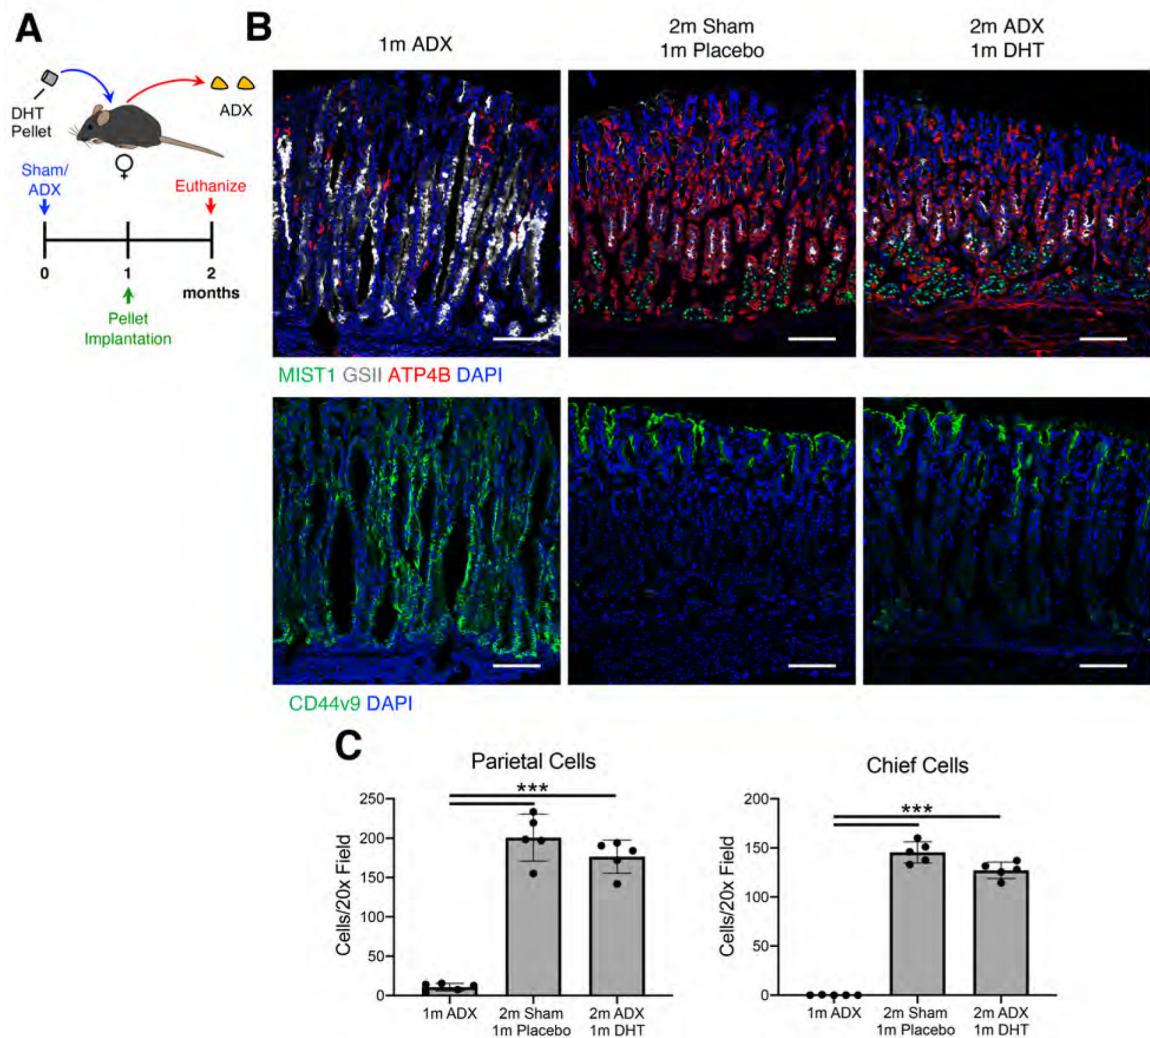 A
DHT
Pellet
ADX
♀
Sham/
ADX
Euthanize
0
1
2
months
Pellet
Implantation
B
1m ADX
2m Sham
1m Placebo
2m ADX
1m DHT
MIST1 GSII ATP4B DAPI
CD44v9 DAPI
C
Parietal Cells
***
Cells/20x Field
250
200
150
100
50
0
1m ADX
2m Sham
1m Placebo
2m ADX
1m DHT
Chief Cells
***
Cells/20x Field
200
150
100
50
0
1m ADX
2m Sham
1m Placebo
2m ADX
1m DHT